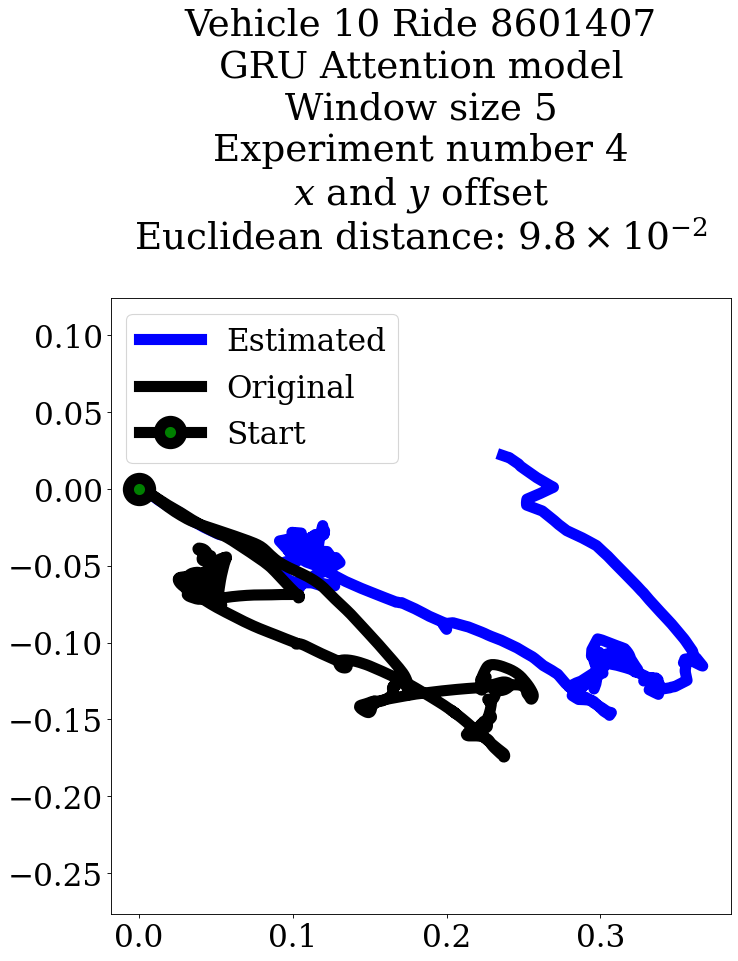 Vehicle 10 Ride 8601407
GRU Attention model
Window size 5
Experiment number 4
x and y offset
Euclidean distance: 9.8 × 10⁻²
Estimated
Original
Start
0.10
0.05
0.00
−0.05
−0.10
−0.15
−0.20
−0.25
0.0 0.1 0.2 0.3